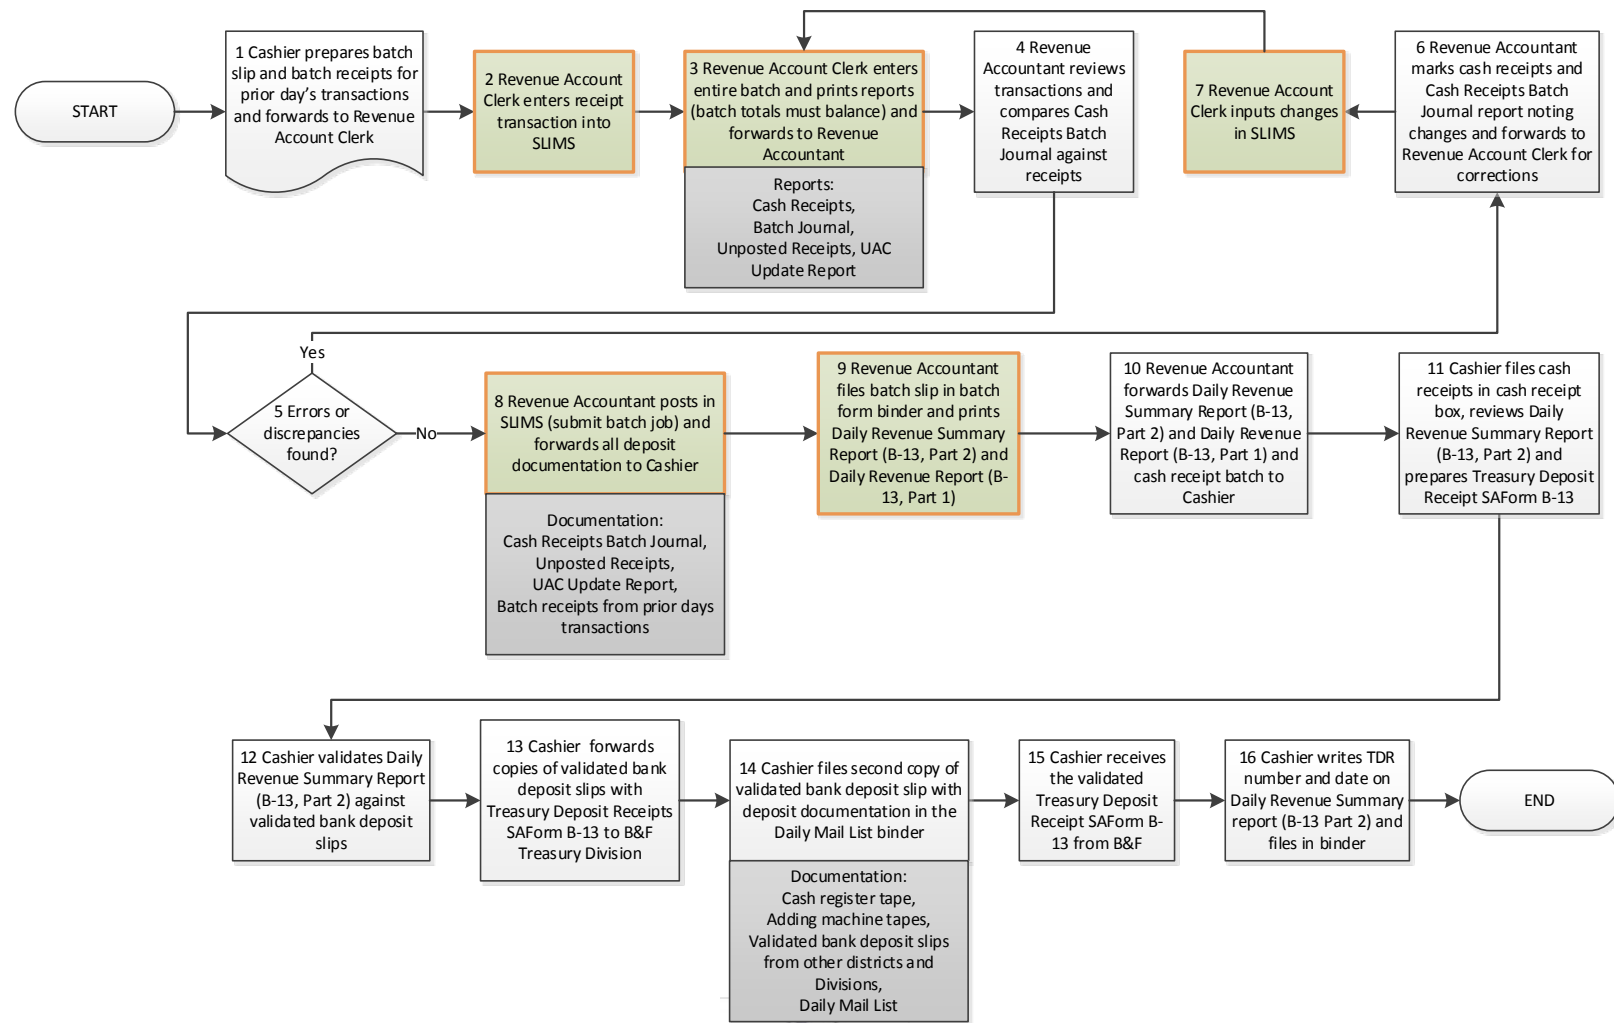 START
1 Cashier prepares batch
slip and batch receipts for
prior day's transactions
and forwards to Revenue
Account Clerk
2 Revenue Account
Clerk enters receipt
transaction into
SLIMS
3 Revenue Account Clerk enters
entire batch and prints reports
(batch totals must balance) and
forwards to Revenue
Accountant
Reports:
Cash Receipts,
Batch Journal,
Unposted Receipts, UAC
Update Report
4 Revenue
Accountant reviews
transactions and
compares Cash
Receipts Batch
Journal against
receipts
7 Revenue Account
Clerk inputs changes
in SLIMS
6 Revenue Accountant
marks cash receipts and
Cash Receipts Batch
Journal report noting
changes and forwards to
Revenue Account Clerk for
corrections
Yes
5 Errors or
discrepancies
found?
No
8 Revenue Accountant posts in
SLIMS (submit batch job) and
forwards all deposit
documentation to Cashier
Documentation:
Cash Receipts Batch Journal,
Unposted Receipts,
UAC Update Report,
Batch receipts from prior days
transactions
9 Revenue Accountant
files batch slip in batch
form binder and prints
Daily Revenue Summary
Report (B-13, Part 2) and
Daily Revenue Report (B-
13, Part 1)
10 Revenue Accountant
forwards Daily Revenue
Summary Report (B-13,
Part 2) and Daily Revenue
Report (B-13, Part 1) and
cash receipt batch to
Cashier
11 Cashier files cash
receipts in cash receipt
box, reviews Daily
Revenue Summary Report
(B-13, Part 2) and
prepares Treasury Deposit
Receipt SAForm B-13
12 Cashier validates Daily
Revenue Summary Report
(B-13, Part 2) against
validated bank deposit
slips
13 Cashier forwards
copies of validated bank
deposit slips with
Treasury Deposit Receipts
SAForm B-13 to B&F
Treasury Division
14 Cashier files second copy of
validated bank deposit slip with
deposit documentation in the
Daily Mail List binder
Documentation:
Cash register tape,
Adding machine tapes,
Validated bank deposit slips
from other districts and
Divisions,
Daily Mail List
15 Cashier receives
the validated
Treasury Deposit
Receipt SAForm B-
13 from B&F
16 Cashier writes TDR
number and date on
Daily Revenue Summary
report (B-13 Part 2) and
files in binder
END